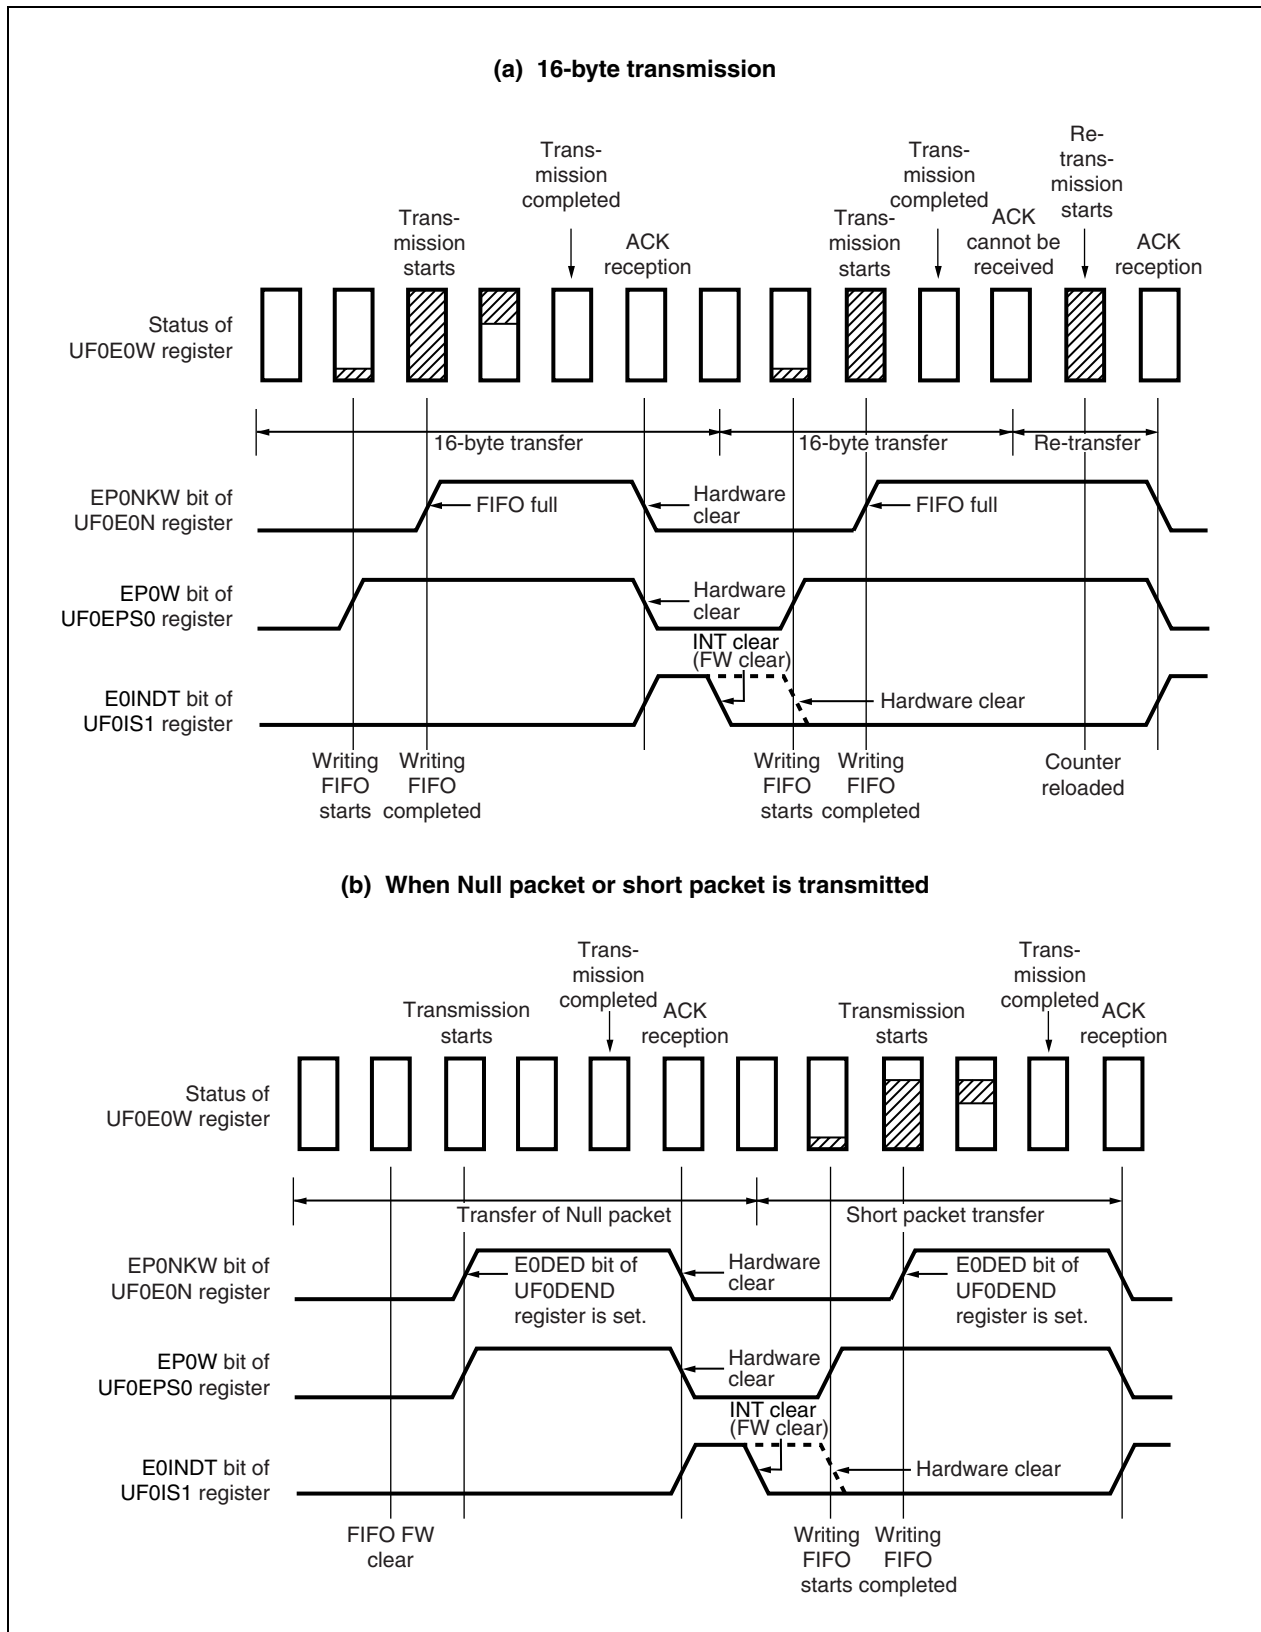 (a) 16-byte transmission
Trans-
mission
completed
Trans-
mission
starts
ACK
reception
Trans-
mission
completed
Trans-
mission
starts
ACK
cannot be
received
Re-
trans-
mission
starts
ACK
reception
Status of
UF0E0W register
16-byte transfer
16-byte transfer
Re-transfer
EP0NKW bit of
UF0E0N register
FIFO full
Hardware
clear
FIFO full
EP0W bit of
UF0EPS0 register
Hardware
clear
INT clear
(FW clear)
E0INDT bit of
UF0IS1 register
Hardware clear
Writing
FIFO
starts
Writing
FIFO
completed
Writing
FIFO
starts
Writing
FIFO
completed
Counter
reloaded
(b) When Null packet or short packet is transmitted
Transmission
starts
Trans-
mission
completed
ACK
reception
Transmission
starts
Trans-
mission
completed
ACK
reception
Status of
UF0E0W register
Transfer of Null packet
Short packet transfer
EP0NKW bit of
UF0E0N register
E0DED bit of
UF0DEND
register is set.
Hardware
clear
E0DED bit of
UF0DEND
register is set.
EP0W bit of
UF0EPS0 register
Hardware
clear
INT clear
(FW clear)
E0INDT bit of
UF0IS1 register
Hardware clear
FIFO FW
clear
Writing
FIFO
starts
Writing
FIFO
completed